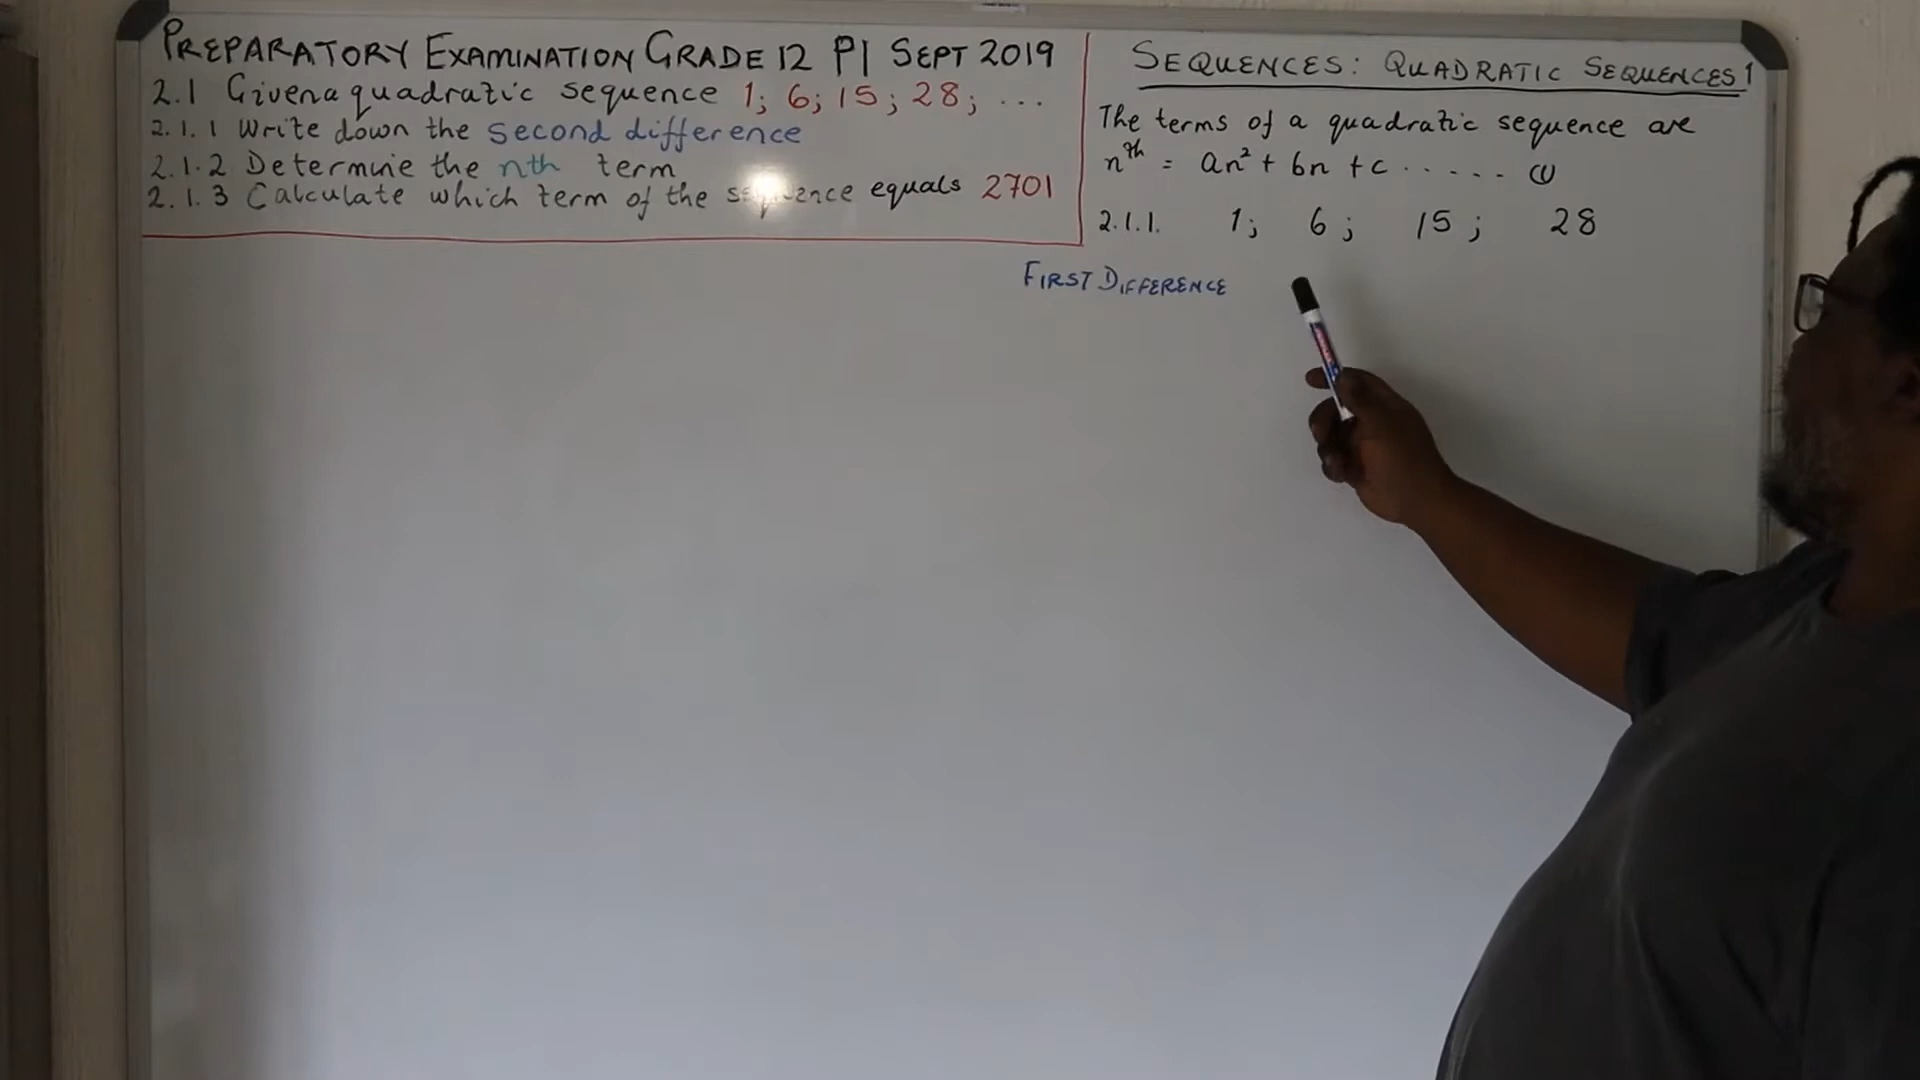 PREPARATORY EXAMINATION GRADE 12 P1 SEPT 2019
2.1 Given a quadratic sequence 1; 6; 15; 28; ...
2.1.1 Write down the second difference
2.1.2 Determine the nth term
2.1.3 Calculate which term of the sequence equals 2701
SEQUENCES: QUADRATIC SEQUENCES 1
The terms of a quadratic sequence are
nᵗʰ = an² + bn + c ..... (1)
2.1.1. 1; 6; 15; 28
FIRST DIFFERENCE